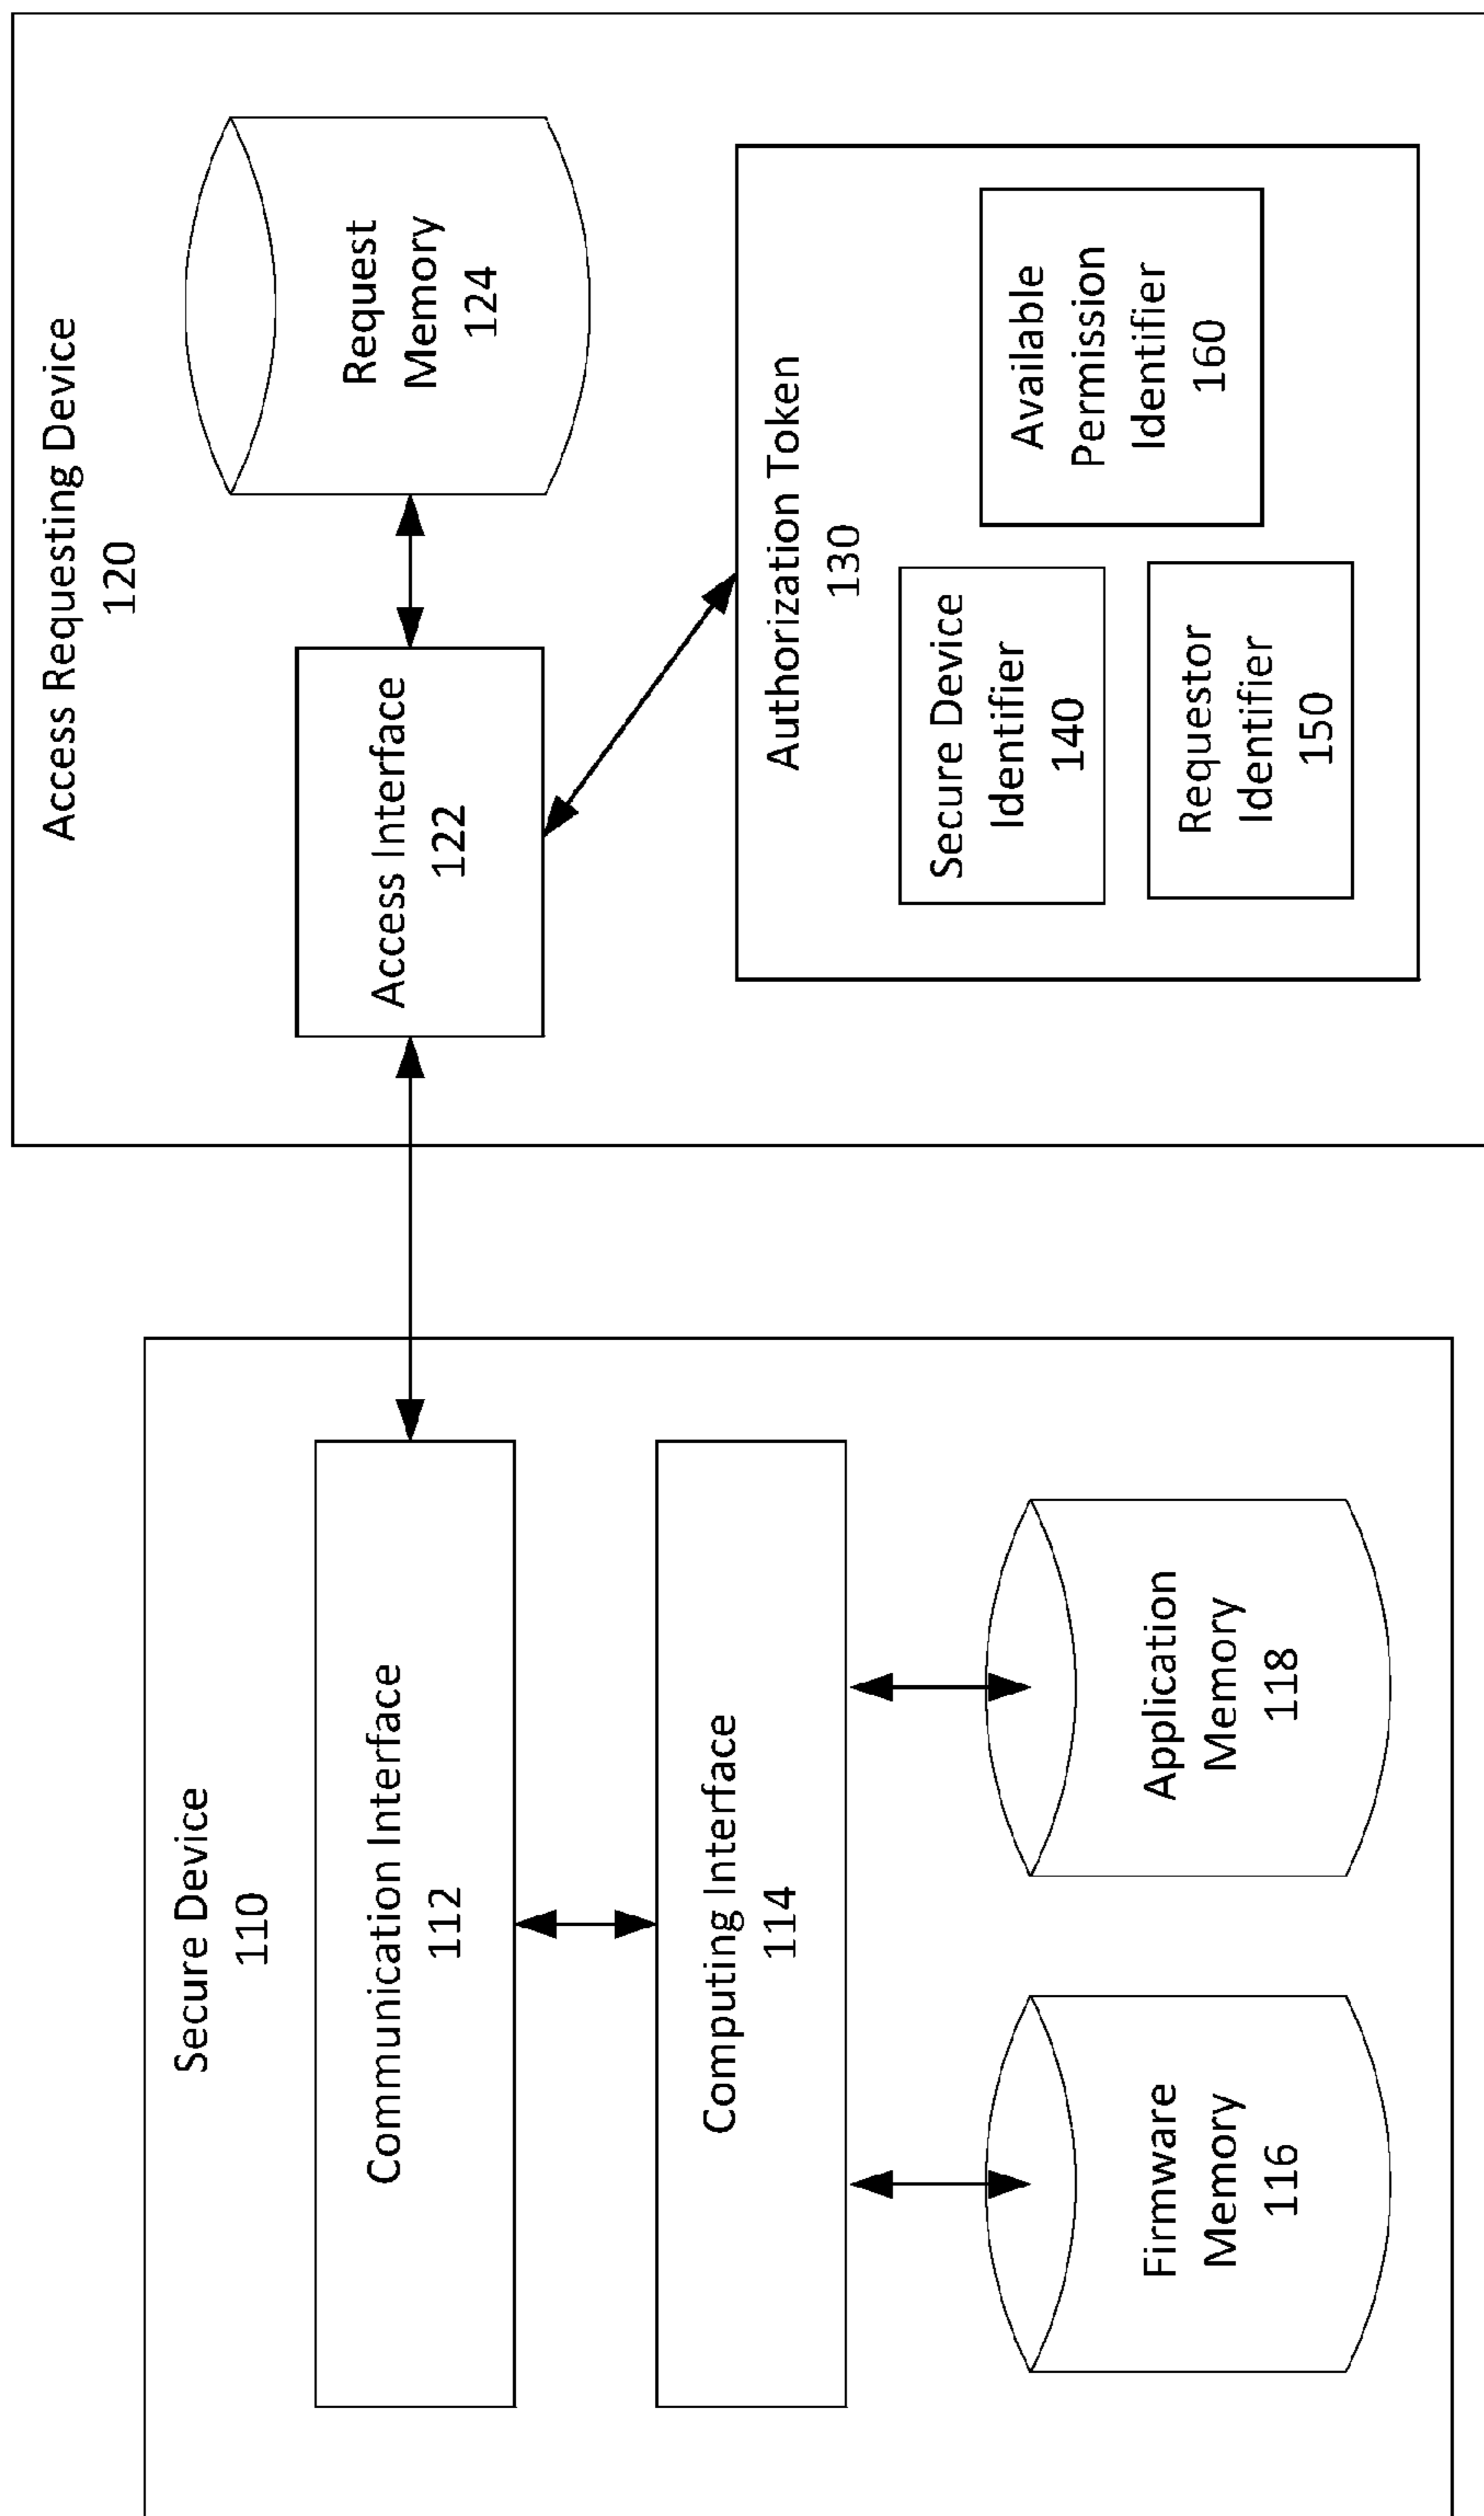 Secure Device
110
Communication Interface
112
Computing Interface
114
Firmware
Memory
116
Application
Memory
118
Access Requesting Device
120
Access Interface
122
Request
Memory
124
Authorization Token
130
Secure Device
Identifier
140
Requestor
Identifier
150
Available
Permission
Identifier
160